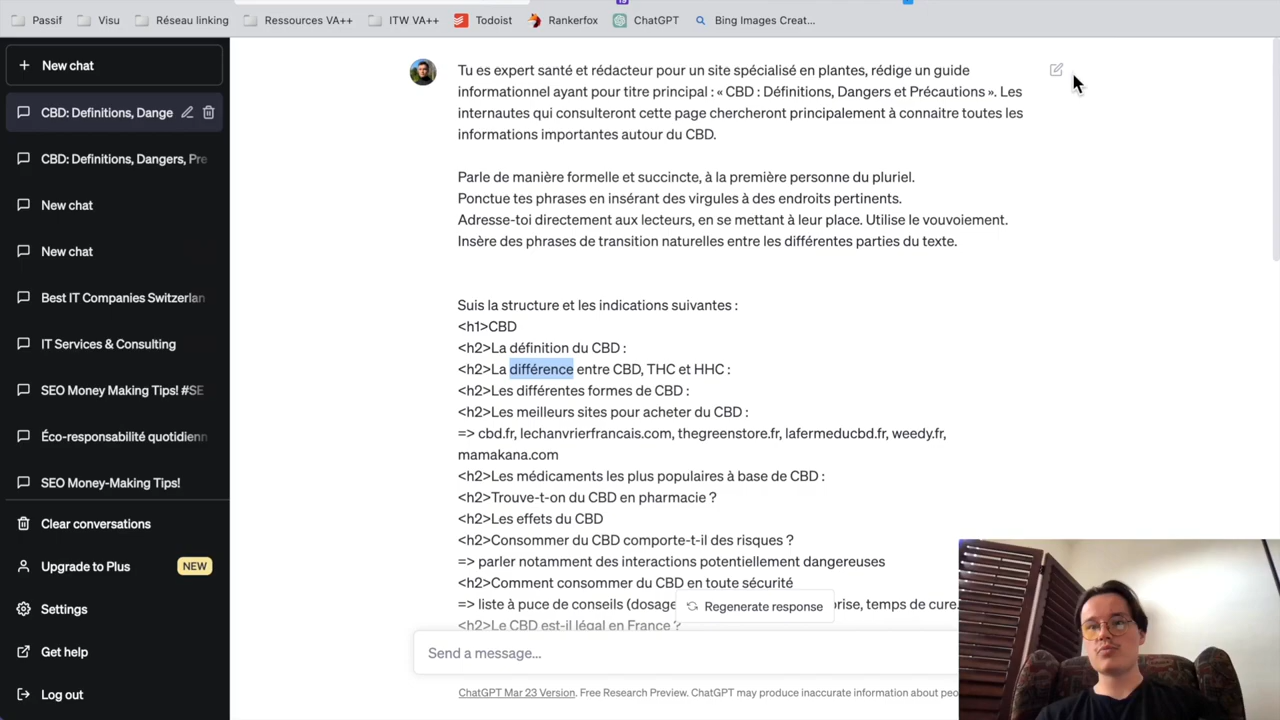 Passif
Visu
Réseau linking
Ressources VA++
ITW VA++
Todoist
Rankerfox
ChatGPT
Bing Images Creat...
New chat
CBD: Definitions, Dange
CBD: Definitions, Dangers, Pre
New chat
New chat
Best IT Companies Switzerlan
IT Services & Consulting
SEO Money Making Tips! #SE
Éco-responsabilité quotidienn
SEO Money-Making Tips!
Clear conversations
Upgrade to Plus
NEW
Settings
Get help
Log out
Tu es expert santé et rédacteur pour un site spécialisé en plantes, rédige un guide
informationnel ayant pour titre principal : « CBD : Définitions, Dangers et Précautions ». Les
internautes qui consulteront cette page chercheront principalement à connaitre toutes les
informations importantes autour du CBD.
Parle de manière formelle et succincte, à la première personne du pluriel.
Ponctue tes phrases en insérant des virgules à des endroits pertinents.
Adresse-toi directement aux lecteurs, en se mettant à leur place. Utilise le vouvoiement.
Insère des phrases de transition naturelles entre les différentes parties du texte.
Suis la structure et les indications suivantes :
<h1>CBD
<h2>La définition du CBD :
<h2>La différence entre CBD, THC et HHC :
<h2>Les différentes formes de CBD :
<h2>Les meilleurs sites pour acheter du CBD :
=> cbd.fr, lechanvrierfrancais.com, thegreenstore.fr, lafermeducbd.fr, weedy.fr,
mamakana.com
<h2>Les médicaments les plus populaires à base de CBD :
<h2>Trouve-t-on du CBD en pharmacie ?
<h2>Les effets du CBD
<h2>Consommer du CBD comporte-t-il des risques ?
=> parler notamment des interactions potentiellement dangereuses
<h2>Comment consommer du CBD en toute sécurité
=> liste à puce de conseils (dosage
rise, temps de cure.
Regenerate response
<h2>Le CBD est-il légal en France ?
Send a message...
ChatGPT Mar 23 Version. Free Research Preview. ChatGPT may produce inaccurate information about